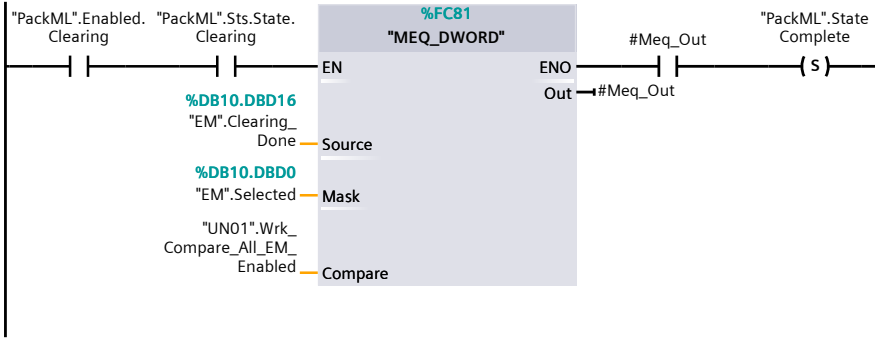 "PackML".Enabled.
Clearing
"PackML".Sts.State.
Clearing
%FC81
"MEQ_DWORD"
#Meq_Out
"PackML".State
Complete
EN
ENO
S
Out
#Meq_Out
%DB10.DBD16
"EM".Clearing_
Done
Source
%DB10.DBD0
"EM".Selected
Mask
"UN01".Wrk_
Compare_All_EM_
Enabled
Compare